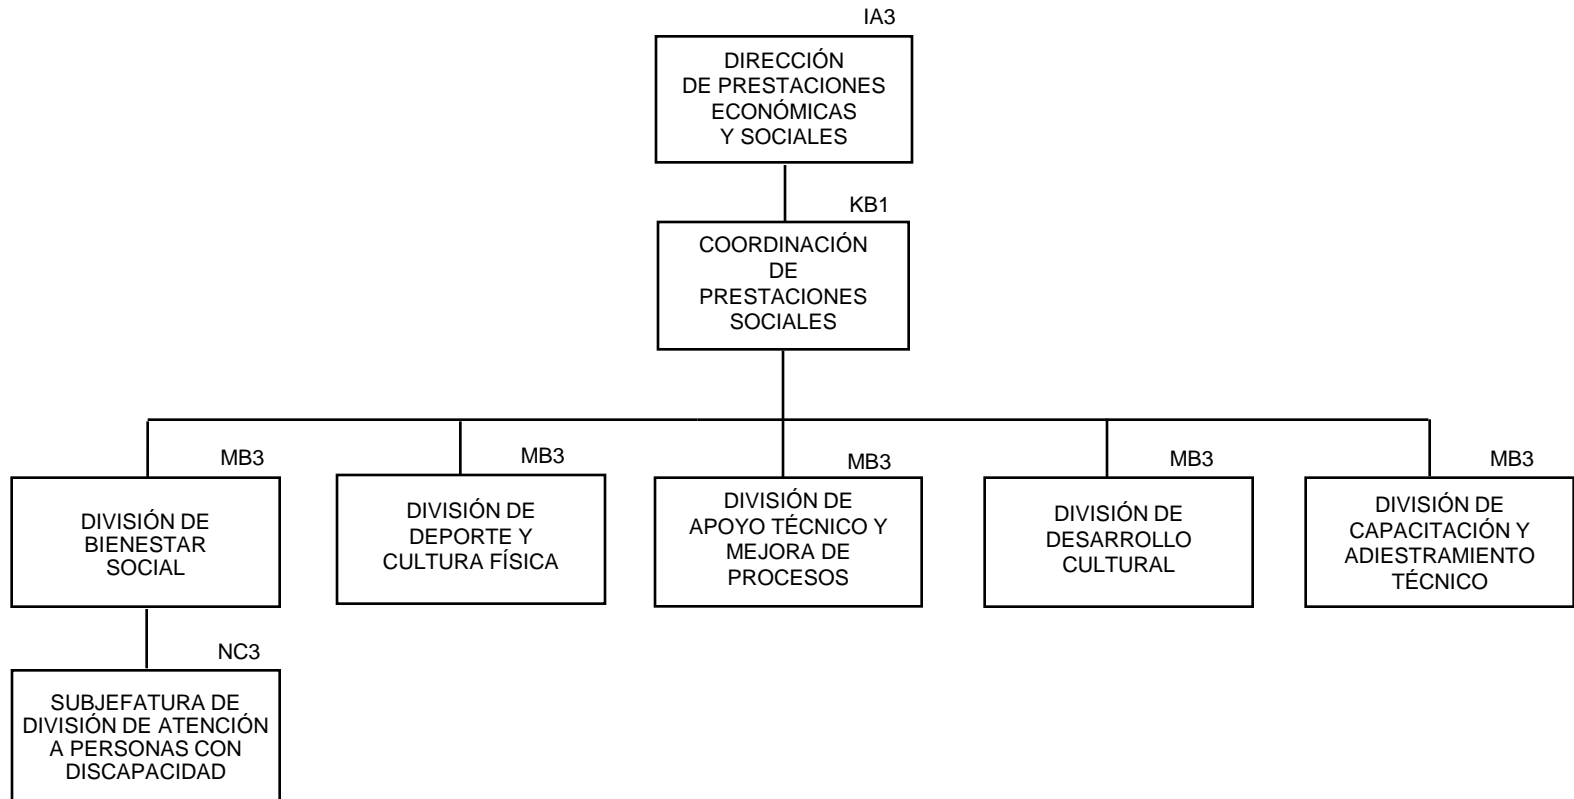 IA3
DIRECCIÓN
DE PRESTACIONES
ECONÓMICAS
Y SOCIALES
KB1
COORDINACIÓN
DE
PRESTACIONES
SOCIALES
MB3
DIVISIÓN DE
BIENESTAR
SOCIAL
MB3
DIVISIÓN DE
DEPORTE Y
CULTURA FÍSICA
MB3
DIVISIÓN DE
APOYO TÉCNICO Y
MEJORA DE
PROCESOS
MB3
DIVISIÓN DE
DESARROLLO
CULTURAL
MB3
DIVISIÓN DE
CAPACITACIÓN Y
ADIESTRAMIENTO
TÉCNICO
NC3
SUBJEFATURA DE
DIVISIÓN DE ATENCIÓN
A PERSONAS CON
DISCAPACIDAD